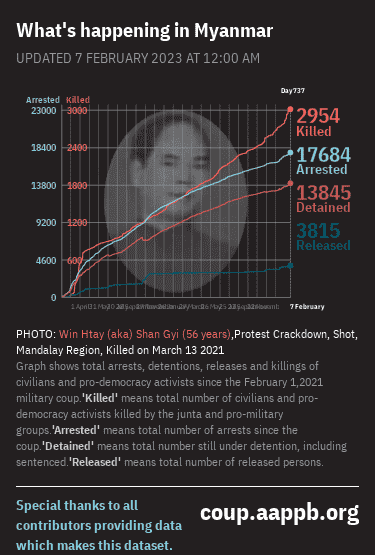 What's happening in Myanmar
UPDATED 7 FEBRUARY 2023 AT 12:00 AM
Day 737
Arrested Killed
23000 3000
18400 2400
13800 1800
9200 1200
4600 600
0
2954
Killed
17684
Arrested
13845
Detained
3815
Released
7 February
PHOTO: Win Htay (aka) Shan Gyi (56 years),Protest Crackdown, Shot,
Mandalay Region, Killed on March 13 2021
Graph shows total arrests, detentions, releases and killings of
civilians and pro-democracy activists since the February 1,2021
military coup.'Killed' means total number of civilians and pro-
democracy activists killed by the junta and pro-military
groups.'Arrested' means total number of arrests since the
coup.'Detained' means total number still under detention, including
sentenced.'Released' means total number of released persons.
Special thanks to all
contributors providing data
which makes this dataset.
coup.aappb.org